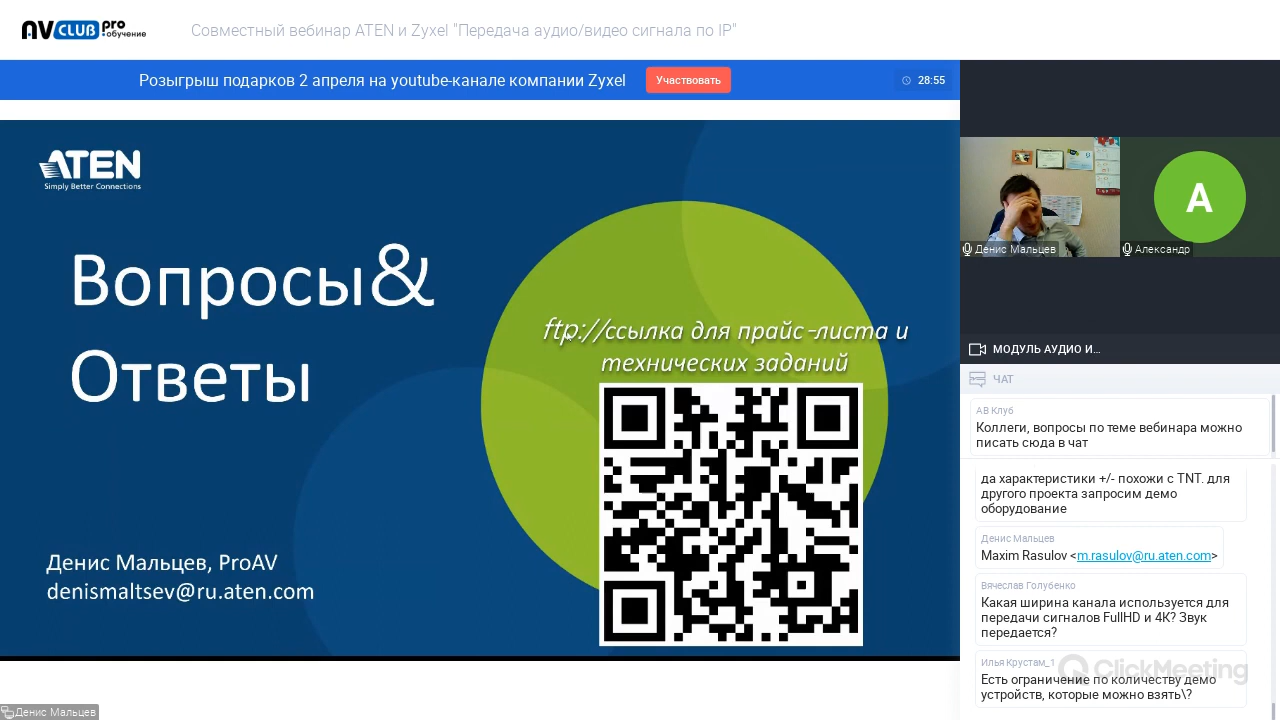 AV CLUB pro
обучение
Совместный вебинар ATEN и Zyxel "Передача аудио/видео сигнала по IP"
Розыгрыш подарков 2 апреля на youtube-канале компании Zyxel
Участвовать
28:55
ATEN
Simply Better Connections
Вопросы&
Ответы
ftp://ссылка для прайс-листа и
технических заданий
Денис Мальцев, ProAV
denismaltsev@ru.aten.com
Денис Мальцев
A
Денис Мальцев
Александр
МОДУЛЬ АУДИО И...
ЧАТ
АВ Клуб
Коллеги, вопросы по теме вебинара можно
писать сюда в чат
да характеристики +/- похожи с TNT. для
другого проекта запросим демо
оборудование
Денис Мальцев
Maxim Rasulov <m.rasulov@ru.aten.com>
Вячеслав Голубенко
Какая ширина канала используется для
передачи сигналов FullHD и 4K? Звук
передается?
Илья Крустам_1
Есть ограничение по количеству демо
устройств, которые можно взять\?
ClickMeeting